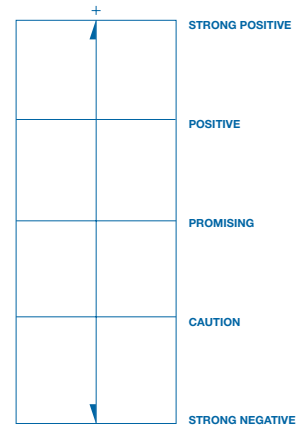 +
STRONG POSITIVE
POSITIVE
PROMISING
CAUTION
STRONG NEGATIVE